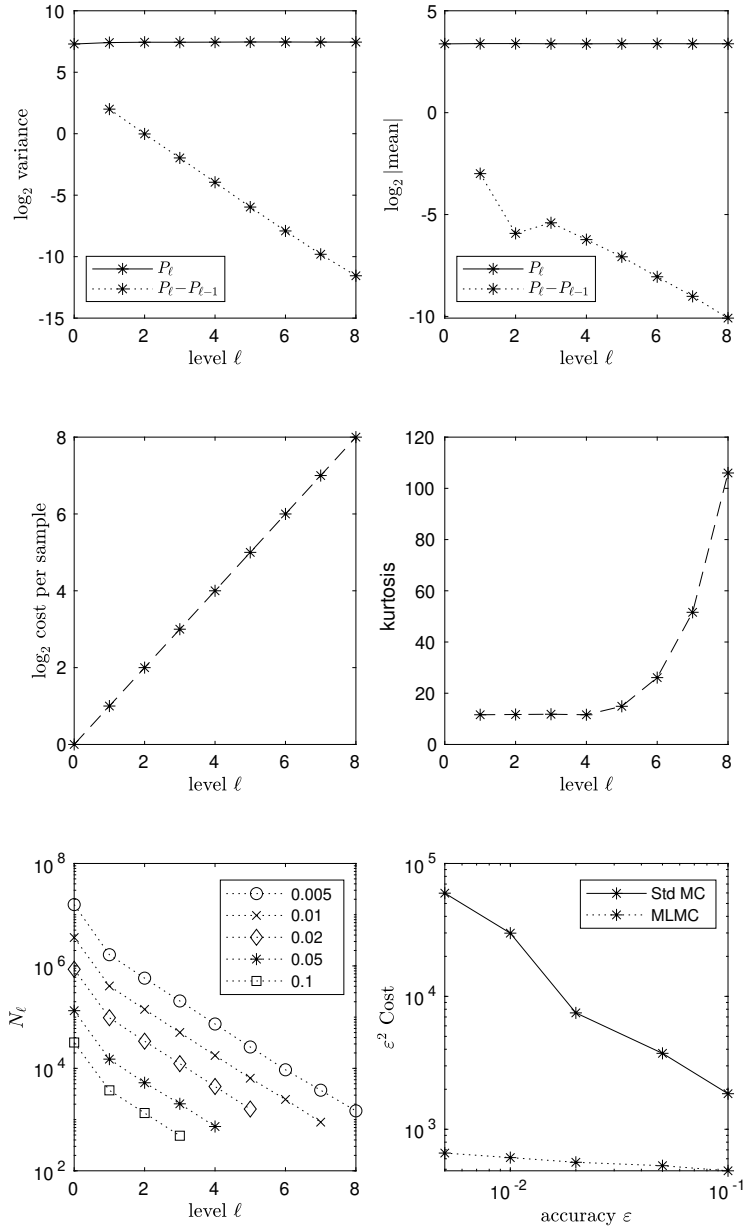 10
5
0
-5
-10
-15
log₂ variance
P_ℓ
P_ℓ−P_ℓ₋₁
0 2 4 6 8
level ℓ
5
0
-5
-10
log₂ |mean|
P_ℓ
P_ℓ−P_ℓ₋₁
0 2 4 6 8
level ℓ
8
6
4
2
0
log₂ cost per sample
0 2 4 6 8
level ℓ
120
100
80
60
40
20
0
kurtosis
0 2 4 6 8
level ℓ
10⁸
10⁶
10⁴
10²
N_ℓ
0.005
0.01
0.02
0.05
0.1
0 2 4 6 8
level ℓ
10⁵
10⁴
10³
ε² Cost
Std MC
MLMC
10⁻² 10⁻¹
accuracy ε